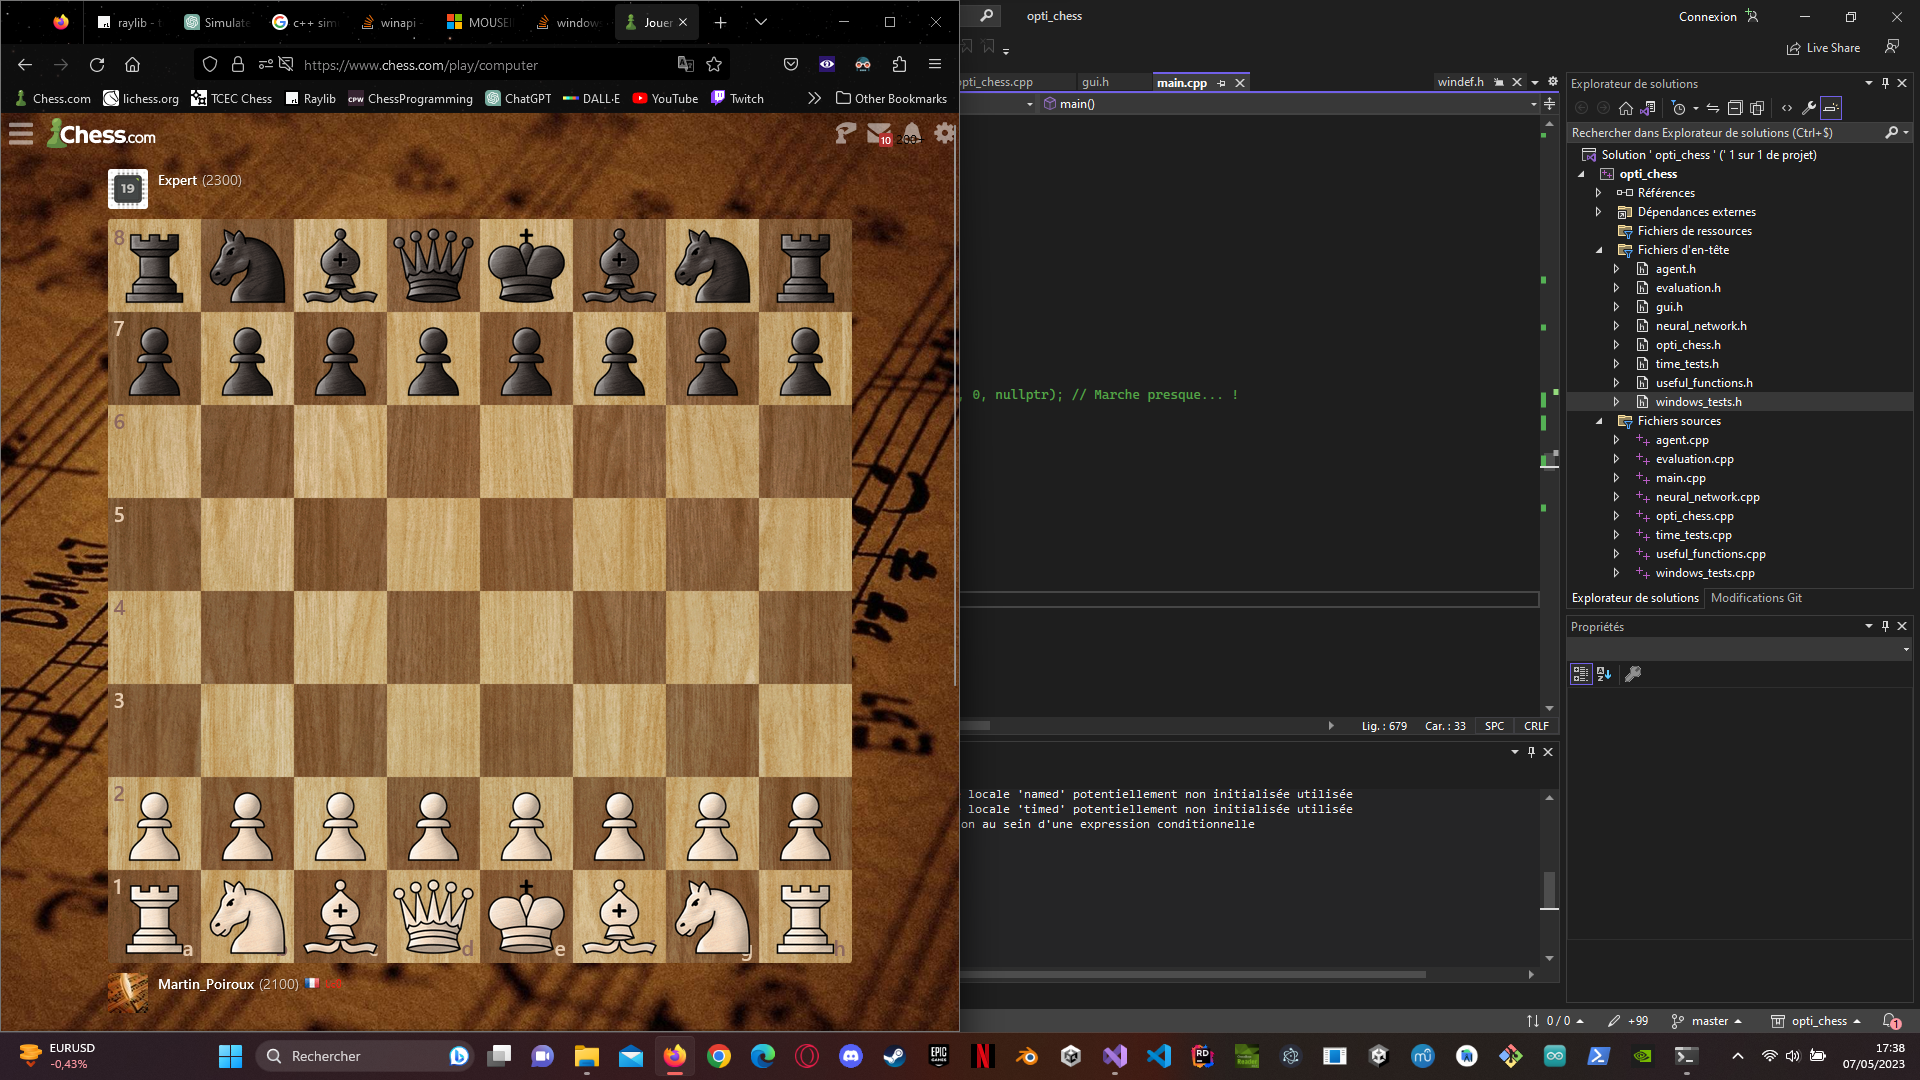 raylib - t
Simulate
c++ sim
winapi -
MOUSEI
window
Jouer
opti_chess
Connexion
https://www.chess.com/play/computer
Live Share
Chess.com
lichess.org
TCEC Chess
Raylib
CPW
ChessProgramming
ChatGPT
DALL·E
YouTube
Twitch
Other Bookmarks
opti_chess.cpp
gui.h
main.cpp
windef.h
Explorateur de solutions
main()
Chess.com
10
Rechercher dans Explorateur de solutions (Ctrl+$)
Solution ' opti_chess ' (' 1 sur 1 de projet)
opti_chess
Références
Dépendances externes
Fichiers de ressources
Fichiers d'en-tête
agent.h
evaluation.h
gui.h
neural_network.h
opti_chess.h
time_tests.h
useful_functions.h
windows_tests.h
Fichiers sources
agent.cpp
evaluation.cpp
main.cpp
neural_network.cpp
opti_chess.cpp
time_tests.cpp
useful_functions.cpp
windows_tests.cpp
Explorateur de solutions
Modifications Git
Propriétés
19
Expert (2300)
8
7
6
5
4
3
2
1
a
d
e
g
h
Martin_Poiroux (2100)
, 0, nullptr); // Marche presque... !
Lig. : 679
Car. : 33
SPC
CRLF
locale 'named' potentiellement non initialisée utilisée
locale 'timed' potentiellement non initialisée utilisée
on au sein d'une expression conditionnelle
0 / 0
+99
master
opti_chess
1
EURUSD
-0,43%
Rechercher
EPIC
GAMES
RD
17:38
07/05/2023